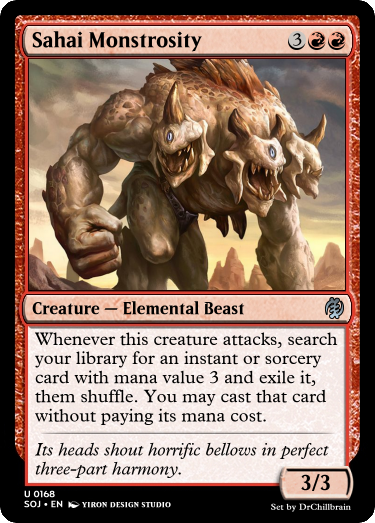 Sahai Monstrosity 3
Creature — Elemental Beast
Whenever this creature attacks, search
your library for an instant or sorcery
card with mana value 3 and exile it,
them shuffle. You may cast that card
without paying its mana cost.
Its heads shout horrific bellows in perfect
three-part harmony.
3/3
U 0168
SOJ • EN YIRON DESIGN STUDIO
Set by DrChillbrain